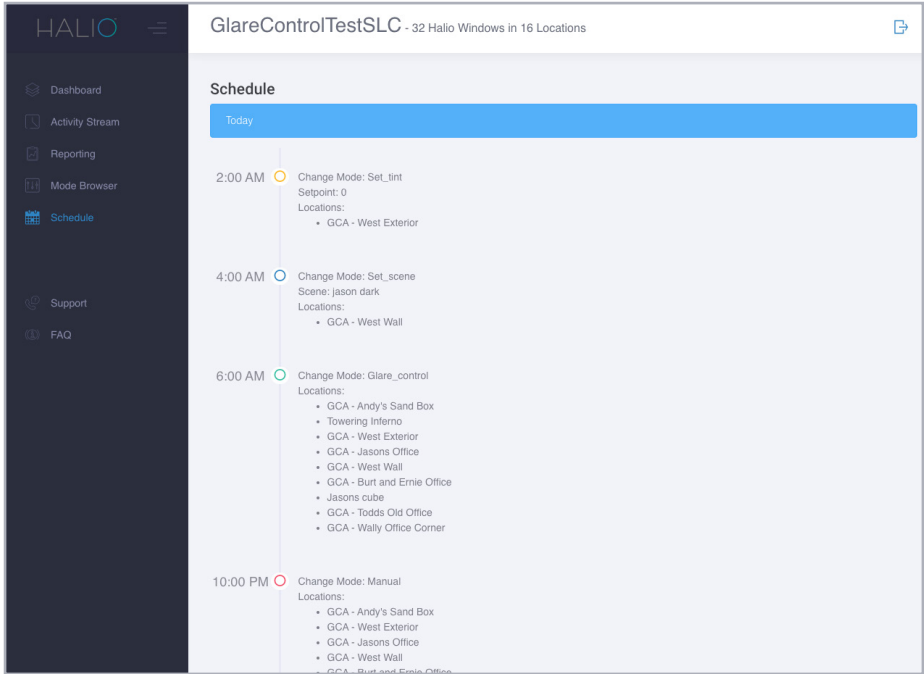 HALIO
GlareControlTestSLC - 32 Halio Windows in 16 Locations
Dashboard
Activity Stream
Reporting
Mode Browser
Schedule
Support
FAQ
Schedule
Today
2:00 AM
Change Mode: Set_tint
Setpoint: 0
Locations:
• GCA - West Exterior
4:00 AM
Change Mode: Set_scene
Scene: jason dark
Locations:
• GCA - West Wall
6:00 AM
Change Mode: Glare_control
Locations:
• GCA - Andy's Sand Box
• Towering Inferno
• GCA - West Exterior
• GCA - Jasons Office
• GCA - West Wall
• GCA - Burt and Ernie Office
• Jasons cube
• GCA - Todds Old Office
• GCA - Wally Office Corner
10:00 PM
Change Mode: Manual
Locations:
• GCA - Andy's Sand Box
• GCA - West Exterior
• GCA - Jasons Office
• GCA - West Wall
• GCA - Burt and Ernie Office